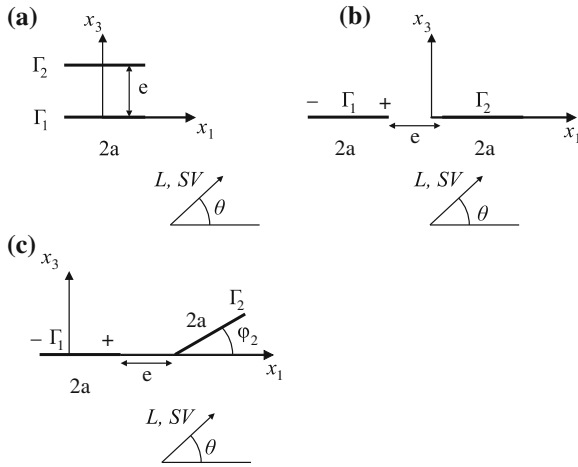 (a)
x₃
Γ₂
e
Γ₁
x₁
2a
L, SV
θ
(b)
x₃
− Γ₁ +
Γ₂
x₁
2a
e
2a
L, SV
θ
(c)
x₃
Γ₂
2a
− Γ₁ +
φ₂
x₁
2a
e
L, SV
θ